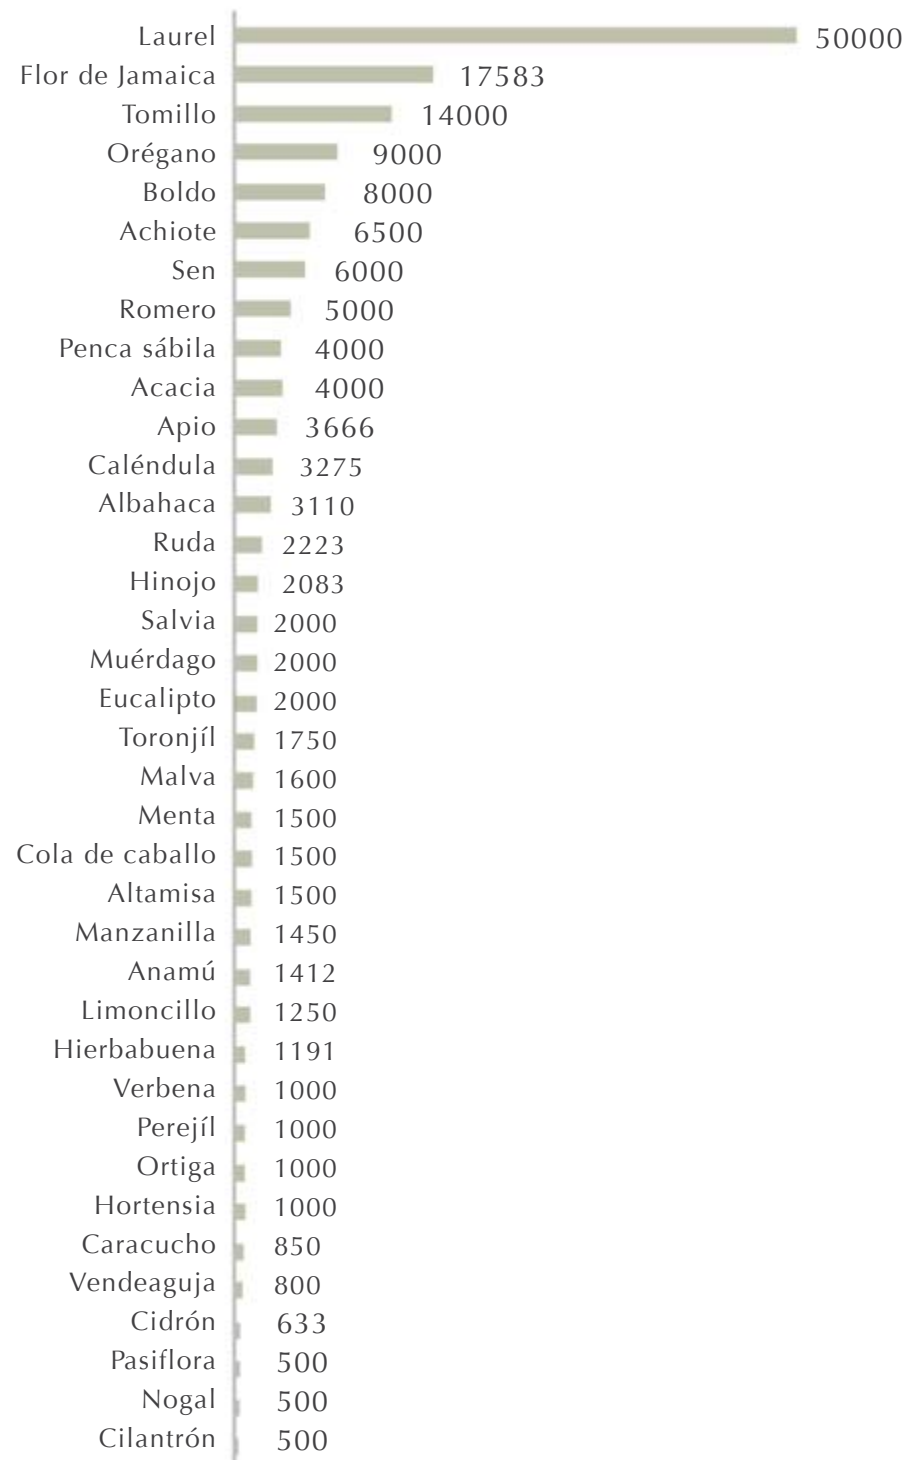 Laurel 50000
Flor de Jamaica 17583
Tomillo 14000
Orégano 9000
Boldo 8000
Achiote 6500
Sen 6000
Romero 5000
Penca sábila 4000
Acacia 4000
Apio 3666
Caléndula 3275
Albahaca 3110
Ruda 2223
Hinojo 2083
Salvia 2000
Muérdago 2000
Eucalipto 2000
Toronjíl 1750
Malva 1600
Menta 1500
Cola de caballo 1500
Altamisa 1500
Manzanilla 1450
Anamú 1412
Limoncillo 1250
Hierbabuena 1191
Verbena 1000
Perejíl 1000
Ortiga 1000
Hortensia 1000
Caracucho 850
Vendeaguja 800
Cidrón 633
Pasiflora 500
Nogal 500
Cilantrón 500